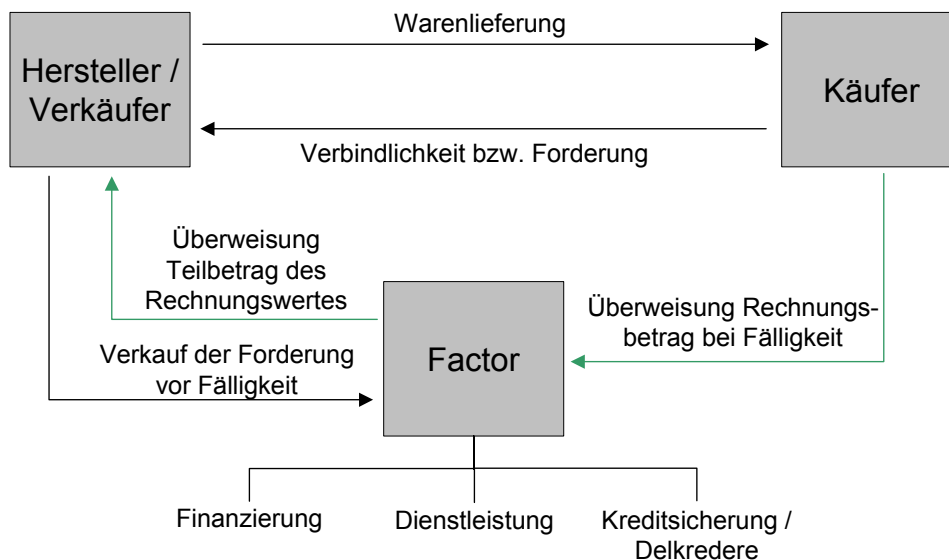 Warenlieferung
Hersteller /
Verkäufer
Käufer
Verbindlichkeit bzw. Forderung
Überweisung
Teilbetrag des
Rechnungswertes
Überweisung Rechnungs-
betrag bei Fälligkeit
Verkauf der Forderung
vor Fälligkeit
Factor
Finanzierung
Dienstleistung
Kreditsicherung /
Delkredere